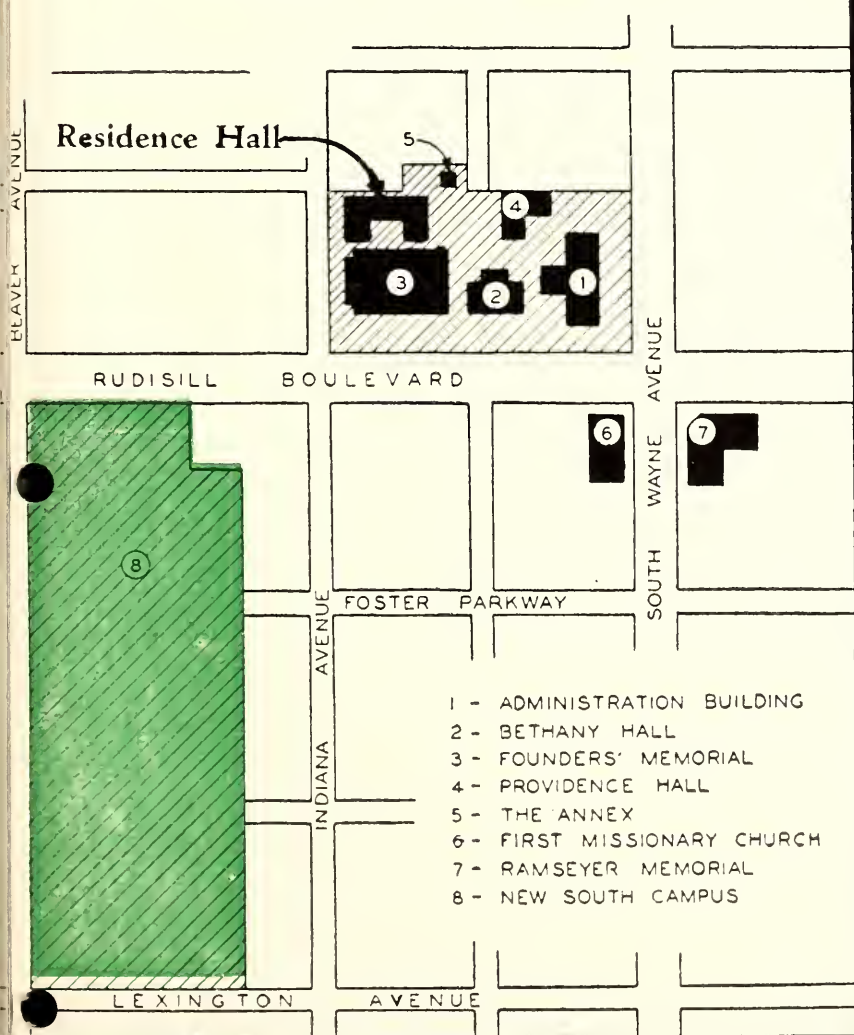 Residence Hall
5
4
3
2
1
BEAVER AVENUE
RUDISILL BOULEVARD
SOUTH WAYNE AVENUE
6
7
8
FOSTER PARKWAY
INDIANA AVENUE
1 - ADMINISTRATION BUILDING
2 - BETHANY HALL
3 - FOUNDERS' MEMORIAL
4 - PROVIDENCE HALL
5 - THE ANNEX
6 - FIRST MISSIONARY CHURCH
7 - RAMSEYER MEMORIAL
8 - NEW SOUTH CAMPUS
LEXINGTON AVENUE